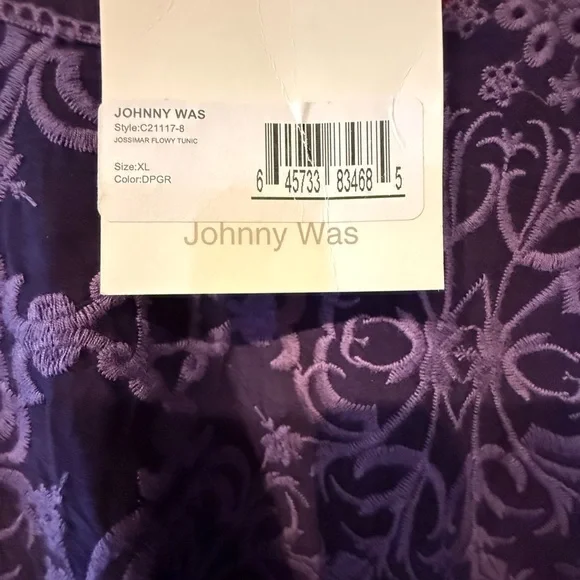 JOHNNY WAS
Style:C21117-8
JOSSIMAR FLOWY TUNIC
Size:XL
Color:DPGR
6 45733 83468 5
Johnny Was